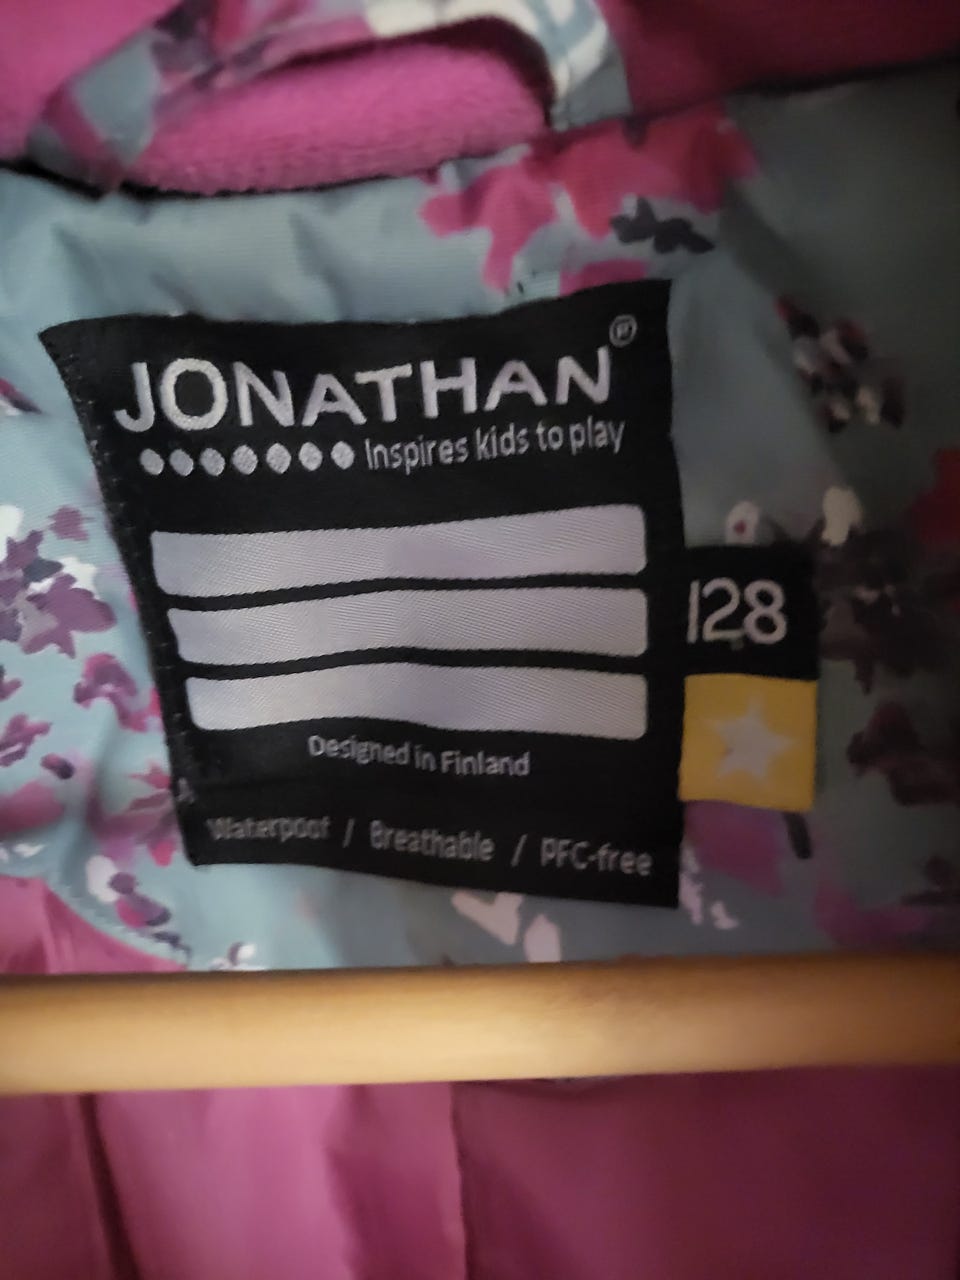 JONATHAN®
Inspires kids to play
128
Designed in Finland
Waterpoof / Breathable / PFC-free